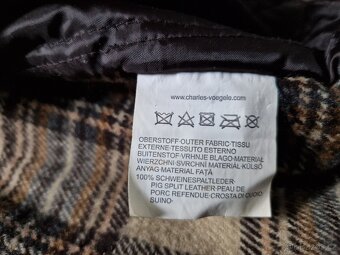 www.charles-voegele.com
OBERSTOFF OUTER FABRIC-TISSU
EXTERNE-TESSUTO ESTERNO
BUITENSTOF VRHNJE BLAGO-MATERIAL
WIERZCHNI-SVRCHNÍ MATERIÁL KÜLSŐ
ANYAG-MATERIAL FAŢĂ
100% SCHWEINESPALTLEDER-
PIG SPLIT LEATHER PEAU DE
PORC REFENDUE-CROSTA DI CUOIO
SUINO-